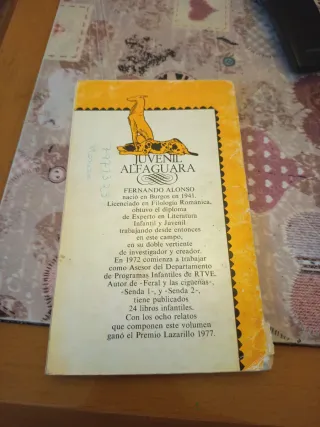 JUVENIL
ALFAGUARA
FERNANDO ALONSO
nació en Burgos en 1941.
Licenciado en Filología Románica,
obtuvo el diploma
de Experto en Literatura
Infantil y Juvenil
trabajando desde entonces
en este campo,
en su doble vertiente
de investigador y creador.
En 1972 comienza a trabajar
como Asesor del Departamento
de Programas Infantiles de RTVE.
Autor de «Feral y las cigüeñas»,
«Senda 1», y «Senda 2»,
tiene publicados
24 libros infantiles.
Con los ocho relatos
que componen este volumen
ganó el Premio Lazarillo 1977.